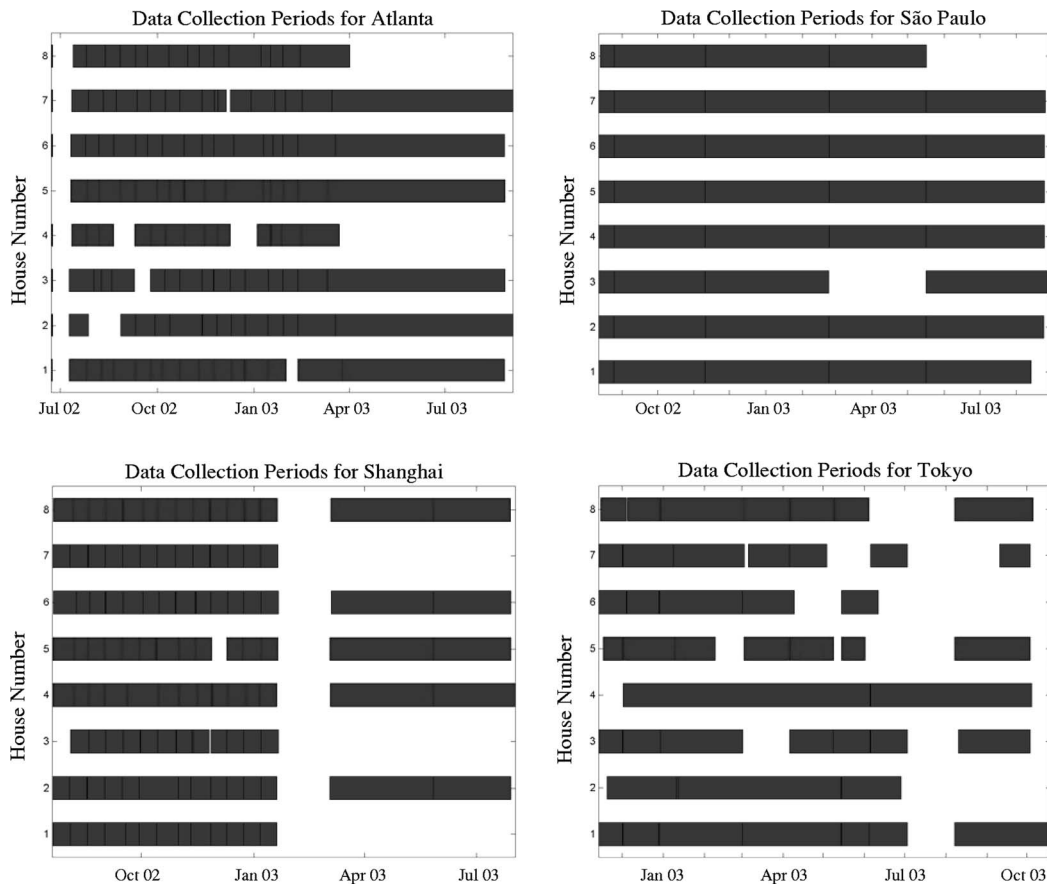 Data Collection Periods for Atlanta
House Number
8
7
6
5
4
3
2
1
Jul 02 Oct 02 Jan 03 Apr 03 Jul 03
Data Collection Periods for São Paulo
House Number
8
7
6
5
4
3
2
1
Oct 02 Jan 03 Apr 03 Jul 03
Data Collection Periods for Shanghai
House Number
8
7
6
5
4
3
2
1
Oct 02 Jan 03 Apr 03 Jul 03
Data Collection Periods for Tokyo
House Number
8
7
6
5
4
3
2
1
Jan 03 Apr 03 Jul 03 Oct 03